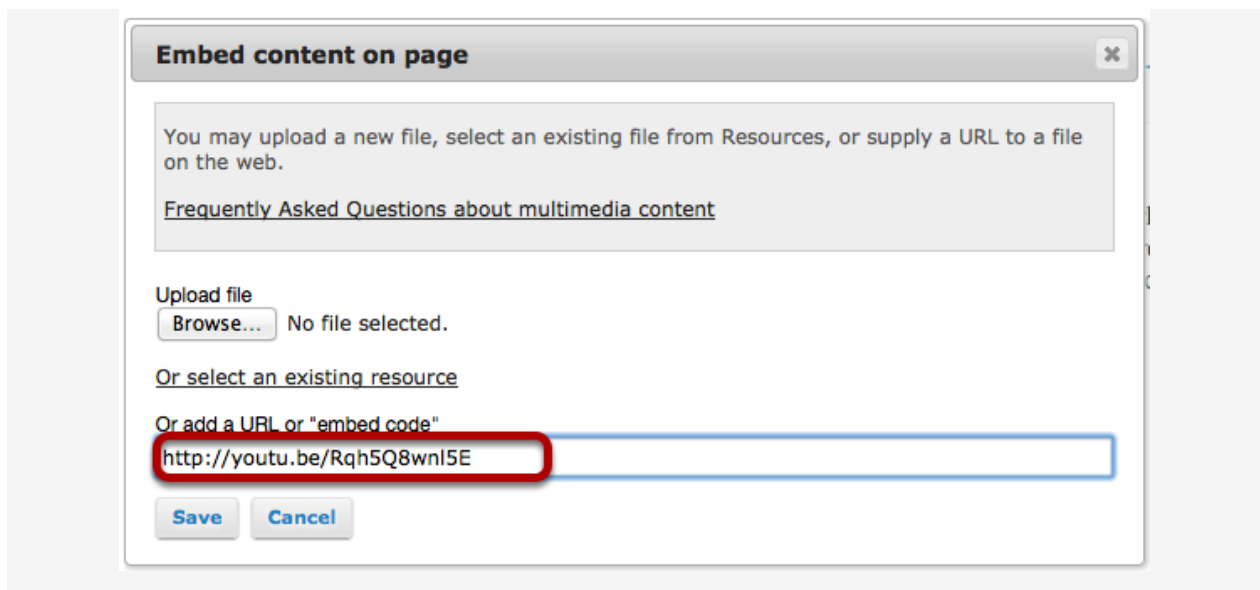 Embed content on page
You may upload a new file, select an existing file from Resources, or supply a URL to a file
on the web.
Frequently Asked Questions about multimedia content
Upload file
Browse... No file selected.
Or select an existing resource
Or add a URL or "embed code"
http://youtu.be/Rqh5Q8wnl5E
Save Cancel